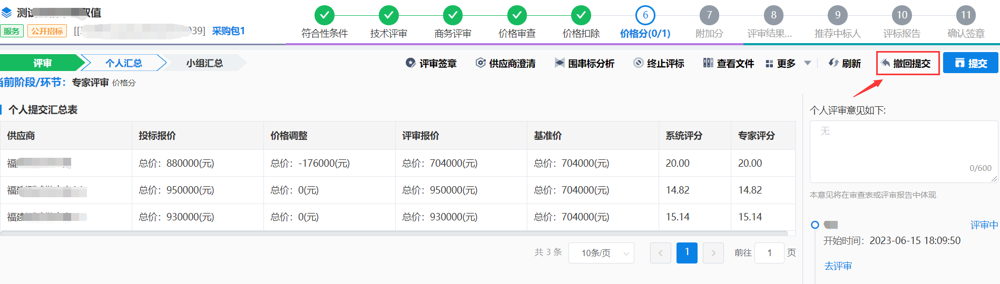 测试 取值
服务 公开招标 [[ 039] 采购包1
符合性条件 技术评审 商务评审 价格审查 价格扣除
6 7 8 9 10 11
价格分(0/1) 附加分 评审结果... 推荐中标人 评标报告 确认签章
评审 个人汇总 小组汇总
评审签章 供应商澄清 围串标分析 终止评标 查看文件 更多 刷新 撤回提交 提交
当前阶段/环节：专家评审 价格分
个人提交汇总表
供应商 投标报价 价格调整 评审报价 基准价 系统评分 专家评分
福 总价：880000(元) 总价：-176000(元) 总价：704000(元) 总价：704000(元) 20.00 20.00
福建 总价：950000(元) 总价：0(元) 总价：950000(元) 总价：704000(元) 14.82 14.82
福建 总价：930000(元) 总价：0(元) 总价：930000(元) 总价：704000(元) 15.14 15.14
共 3 条 10条/页 1 前往 1 页
个人评审意见如下:
无
0/600
本意见将在审查表或评审报告中体现
评审中
开始时间：2023-06-15 18:09:50
去评审